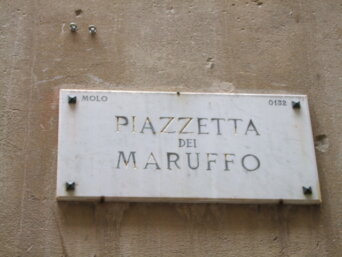 MOLO 0132
PIAZZETTA
DEI
MARUFFO